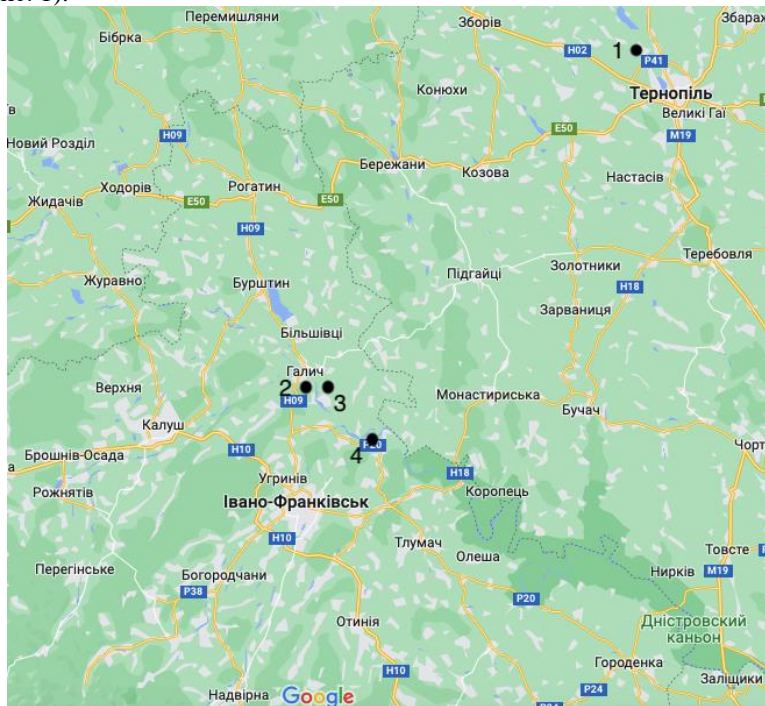 Перемишляни
Зборів
Збараж
Бібрка
H02
1
P41
Тернопіль
Конюхи
Великі Гаї
H09
E50
M19
Новий Розділ
Бережани
Козова
Ходорів
Рогатин
Настасів
Жидачів
E50
E50
H09
Теребовля
Підгайці
Золотники
Журавно
Бурштин
H18
Зарваниця
Більшівці
Галич
Верхня
2
H09
3
Монастириська
Бучач
Калуш
P20
4
Брошнів-Осада
H10
H18
Рожнятів
Угринів
Коропець
Івано-Франківськ
H10
Тлумач
Олеша
Товсте
Перегінське
Богородчани
Нирків
M19
P38
P20
Отинія
Дністровский
каньон
H10
Городенка
Заліщики
Надвірна
Google
P24
P24